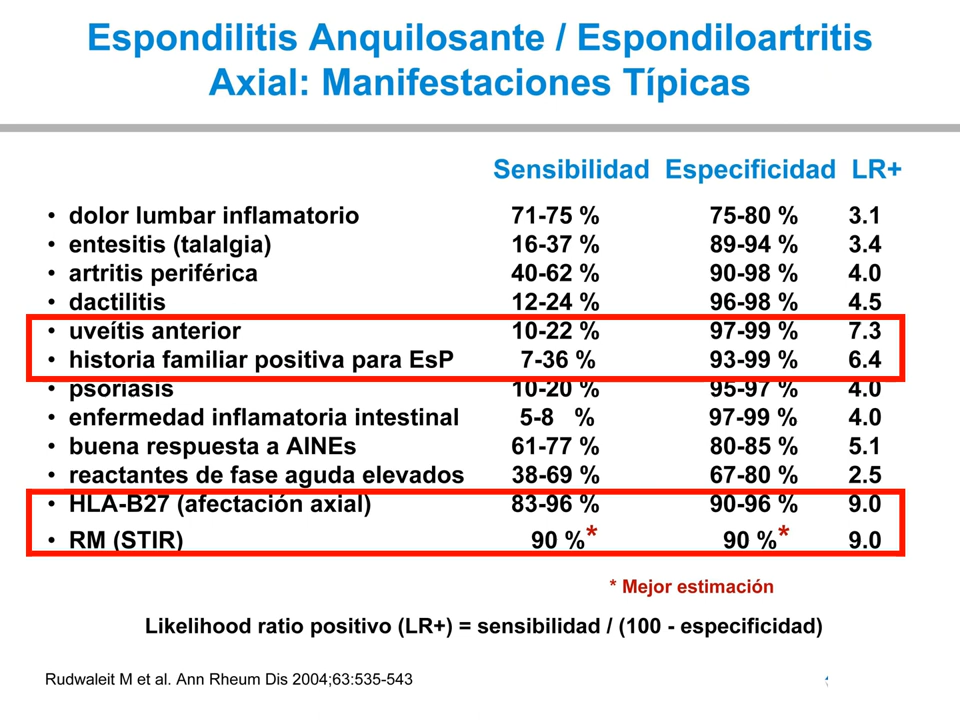 Espondilitis Anquilosante / Espondiloartritis
Axial: Manifestaciones Típicas
Sensibilidad Especificidad LR+
• dolor lumbar inflamatorio 71-75 % 75-80 % 3.1
• entesitis (talalgia) 16-37 % 89-94 % 3.4
• artritis periférica 40-62 % 90-98 % 4.0
• dactilitis 12-24 % 96-98 % 4.5
• uveítis anterior 10-22 % 97-99 % 7.3
• historia familiar positiva para EsP 7-36 % 93-99 % 6.4
• psoriasis 10-20 % 95-97 % 4.0
• enfermedad inflamatoria intestinal 5-8 % 97-99 % 4.0
• buena respuesta a AINEs 61-77 % 80-85 % 5.1
• reactantes de fase aguda elevados 38-69 % 67-80 % 2.5
• HLA-B27 (afectación axial) 83-96 % 90-96 % 9.0
• RM (STIR) 90 %* 90 %* 9.0
* Mejor estimación
Likelihood ratio positivo (LR+) = sensibilidad / (100 - especificidad)
Rudwaleit M et al. Ann Rheum Dis 2004;63:535-543